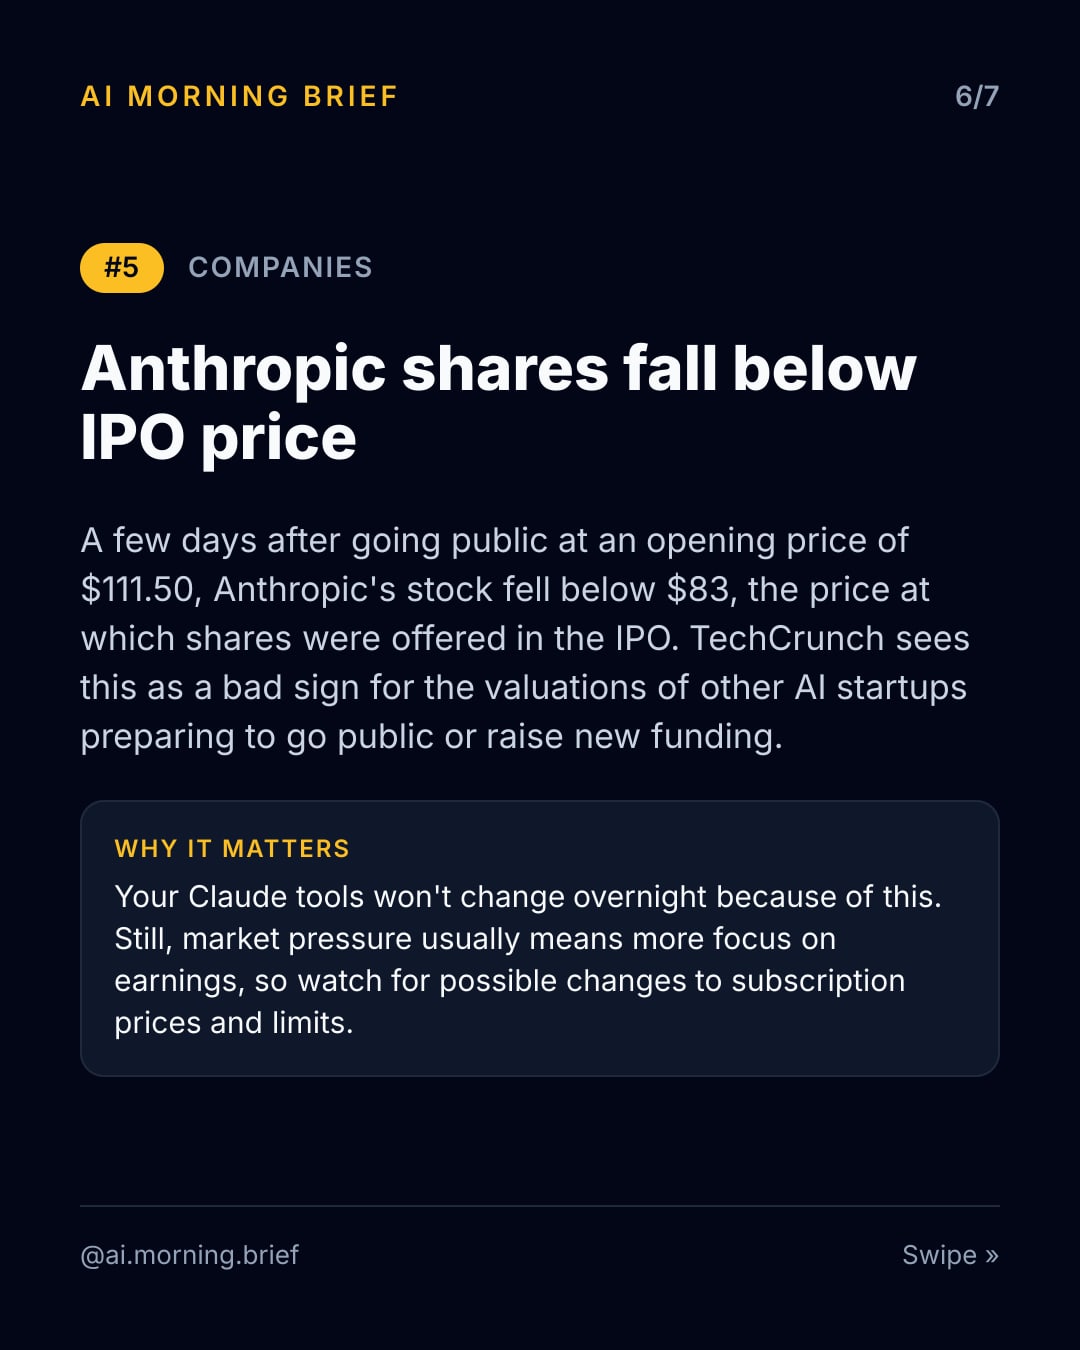 AI MORNING BRIEF
6/7
#5
COMPANIES
Anthropic shares fall below
IPO price
A few days after going public at an opening price of
$111.50, Anthropic's stock fell below $83, the price at
which shares were offered in the IPO. TechCrunch sees
this as a bad sign for the valuations of other AI startups
preparing to go public or raise new funding.
WHY IT MATTERS
Your Claude tools won't change overnight because of this.
Still, market pressure usually means more focus on
earnings, so watch for possible changes to subscription
prices and limits.
@ai.morning.brief
Swipe »